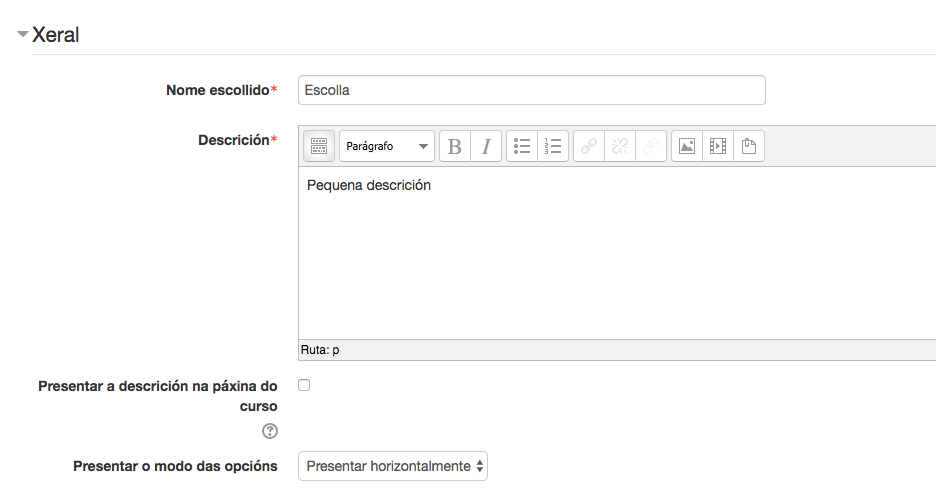 Xeral
Nome escollido*
Escolla
Descrición*
Parágrafo
B I
Pequena descrición
Ruta: p
Presentar a descrición na páxina do
curso
?
Presentar o modo das opcións
Presentar horizontalmente